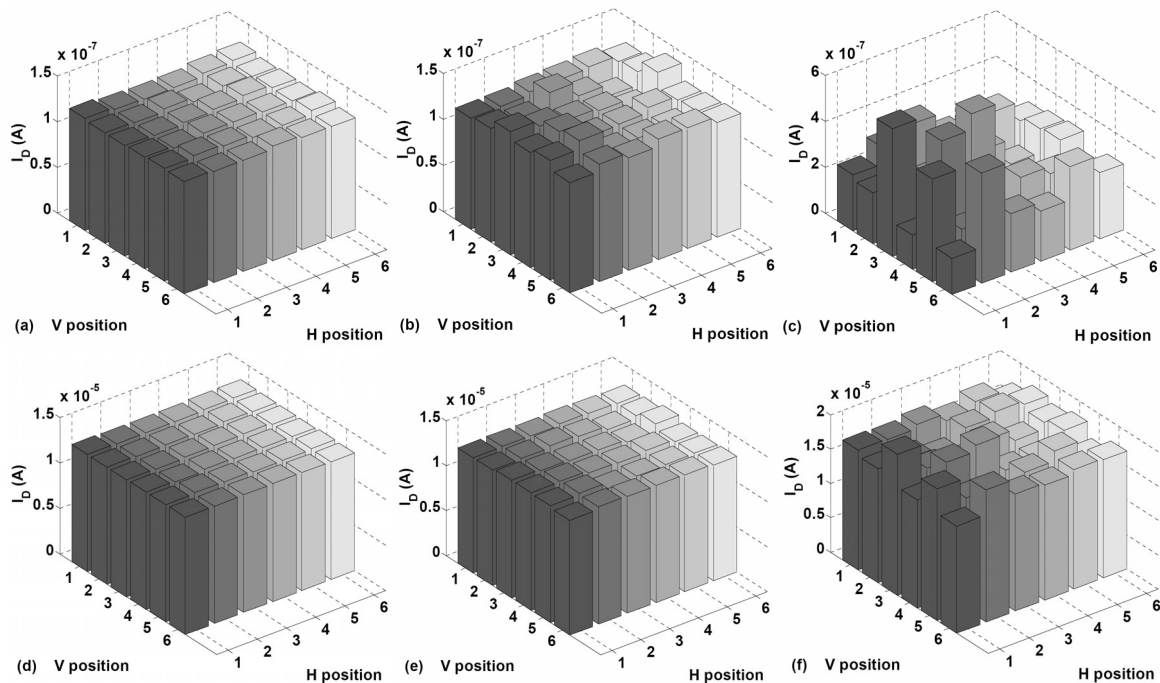 x 10^-7
1.5
1
0.5
0
I_D (A)
1 2 3 4 5 6
1 2 3 4 5 6
(a) V position
H position
x 10^-7
1.5
1
0.5
0
I_D (A)
1 2 3 4 5 6
1 2 3 4 5 6
(b) V position
H position
x 10^-7
6
4
2
0
I_D (A)
1 2 3 4 5 6
1 2 3 4 5 6
(c) V position
H position
x 10^-5
1.5
1
0.5
0
I_D (A)
1 2 3 4 5 6
1 2 3 4 5 6
(d) V position
H position
x 10^-5
1.5
1
0.5
0
I_D (A)
1 2 3 4 5 6
1 2 3 4 5 6
(e) V position
H position
x 10^-5
2
1.5
1
0.5
0
I_D (A)
1 2 3 4 5 6
1 2 3 4 5 6
(f) V position
H position